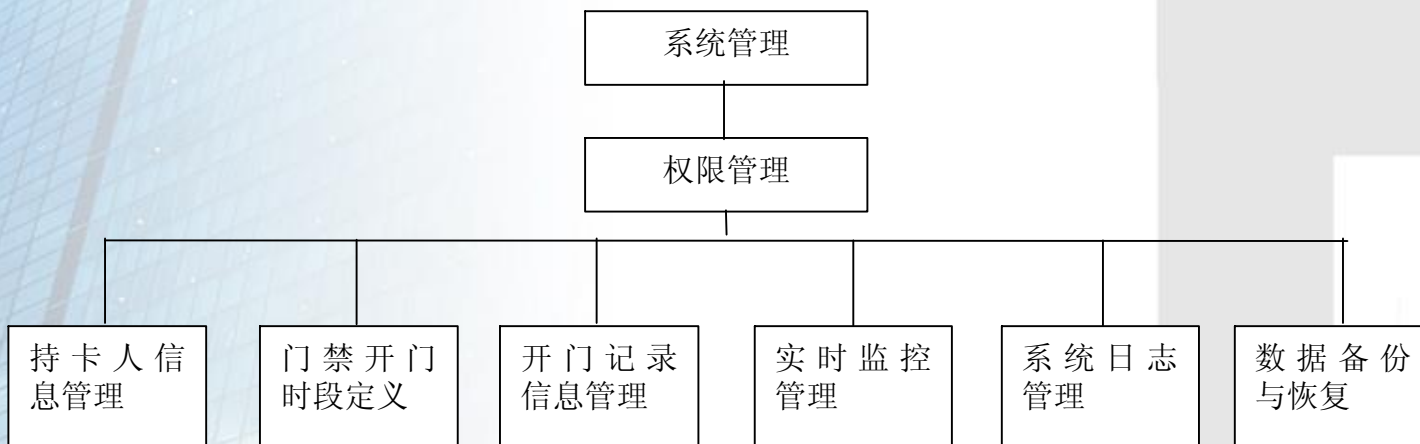 系统管理
权限管理
持卡人信
息管理
门禁开门
时段定义
开门记录
信息管理
实时监控
管理
系统日志
管理
数据备份
与恢复